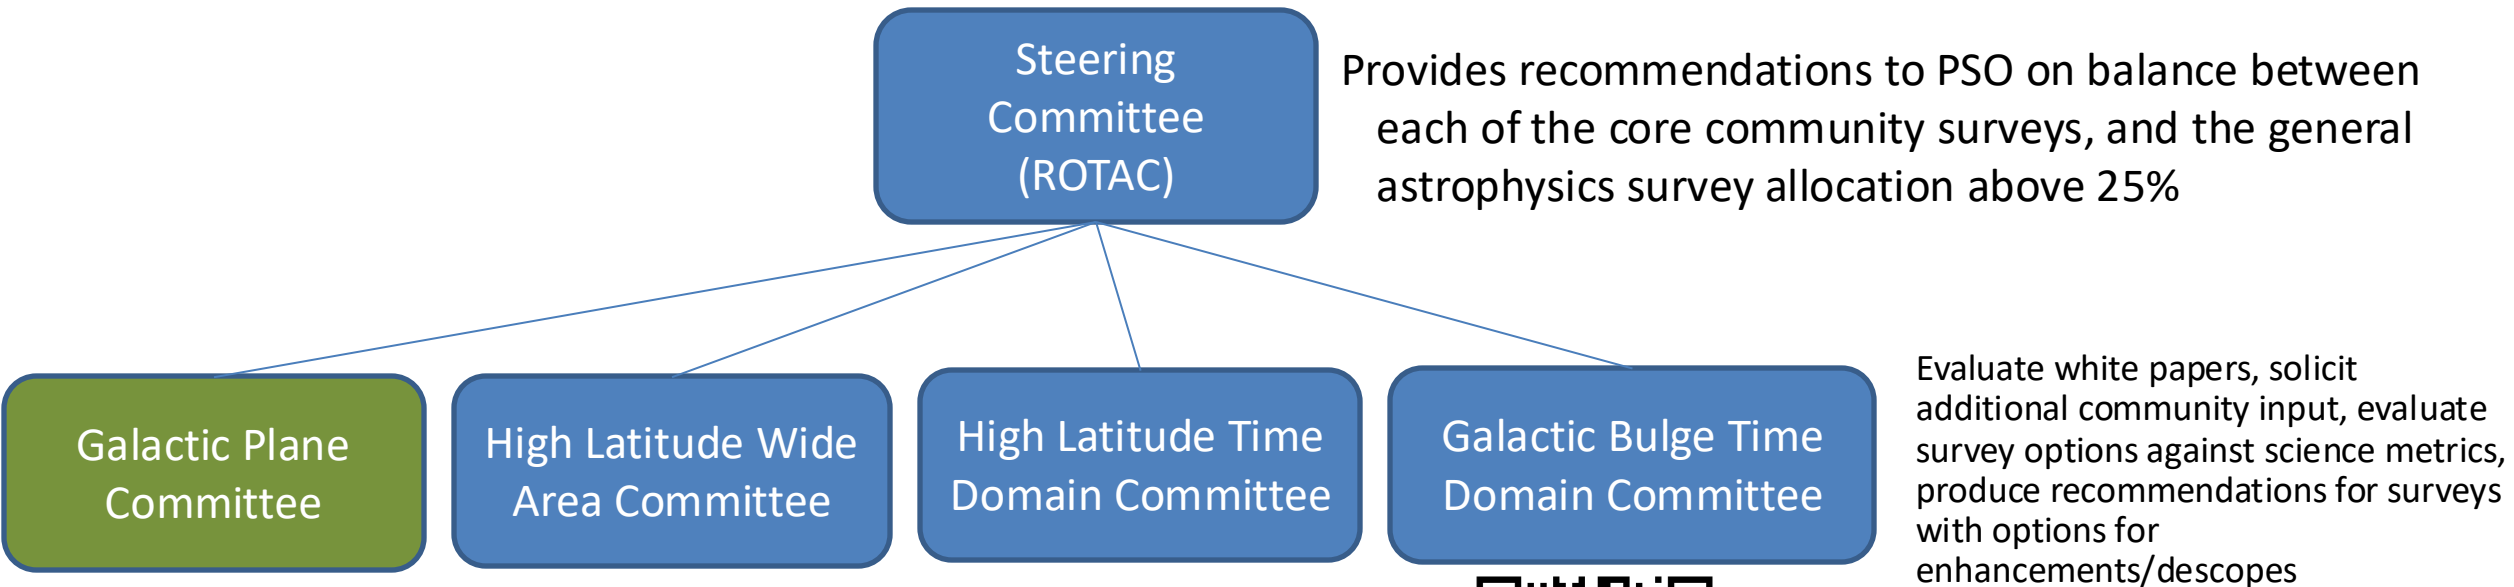 Steering
Committee
(ROTAC)
Provides recommendations to PSO on balance between
each of the core community surveys, and the general
astrophysics survey allocation above 25%
Galactic Plane
Committee
High Latitude Wide
Area Committee
High Latitude Time
Domain Committee
Galactic Bulge Time
Domain Committee
Evaluate white papers, solicit
additional community input, evaluate
survey options against science metrics,
produce recommendations for surveys
with options for
enhancements/descopes